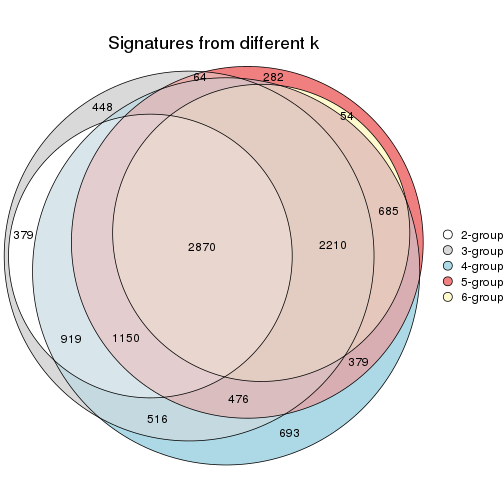 Signatures from different k
64
282
448
54
685
379
2870
2210
919
1150
379
476
516
693
2-group
3-group
4-group
5-group
6-group